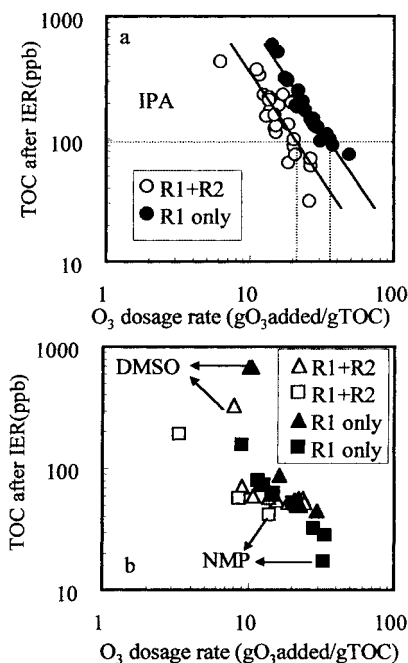 1000
a
IPA
100
R1+R2
R1 only
10
1 10 100
TOC after IER(ppb)
O₃ dosage rate (gO₃added/gTOC)
1000
DMSO
R1+R2
R1+R2
R1 only
R1 only
100
NMP
b
10
1 10 100
TOC after IER(ppb)
O₃ dosage rate (gO₃added/gTOC)